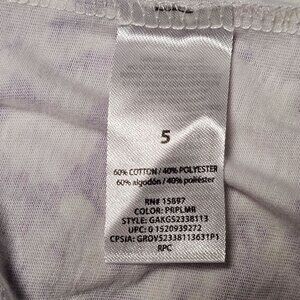 5
60% COTTON / 40% POLYESTER
60% algodón / 40% poliéster
RN# 15897
COLOR: PRPLMR
STYLE: GAKGS2338113
UPC: 0 1520939272
CPSIA: GROVS2338113631P1
RPC